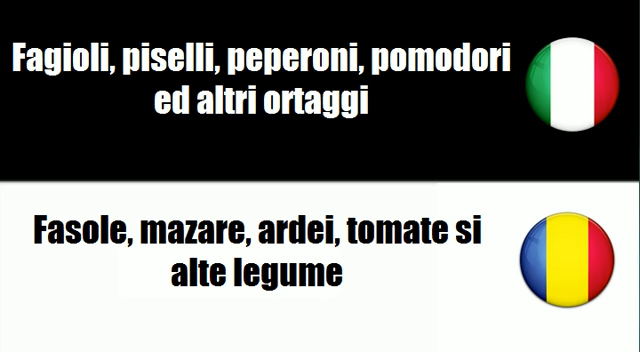 Fagioli, piselli, peperoni, pomodori
ed altri ortaggi
Fasole, mazare, ardei, tomate si
alte legume